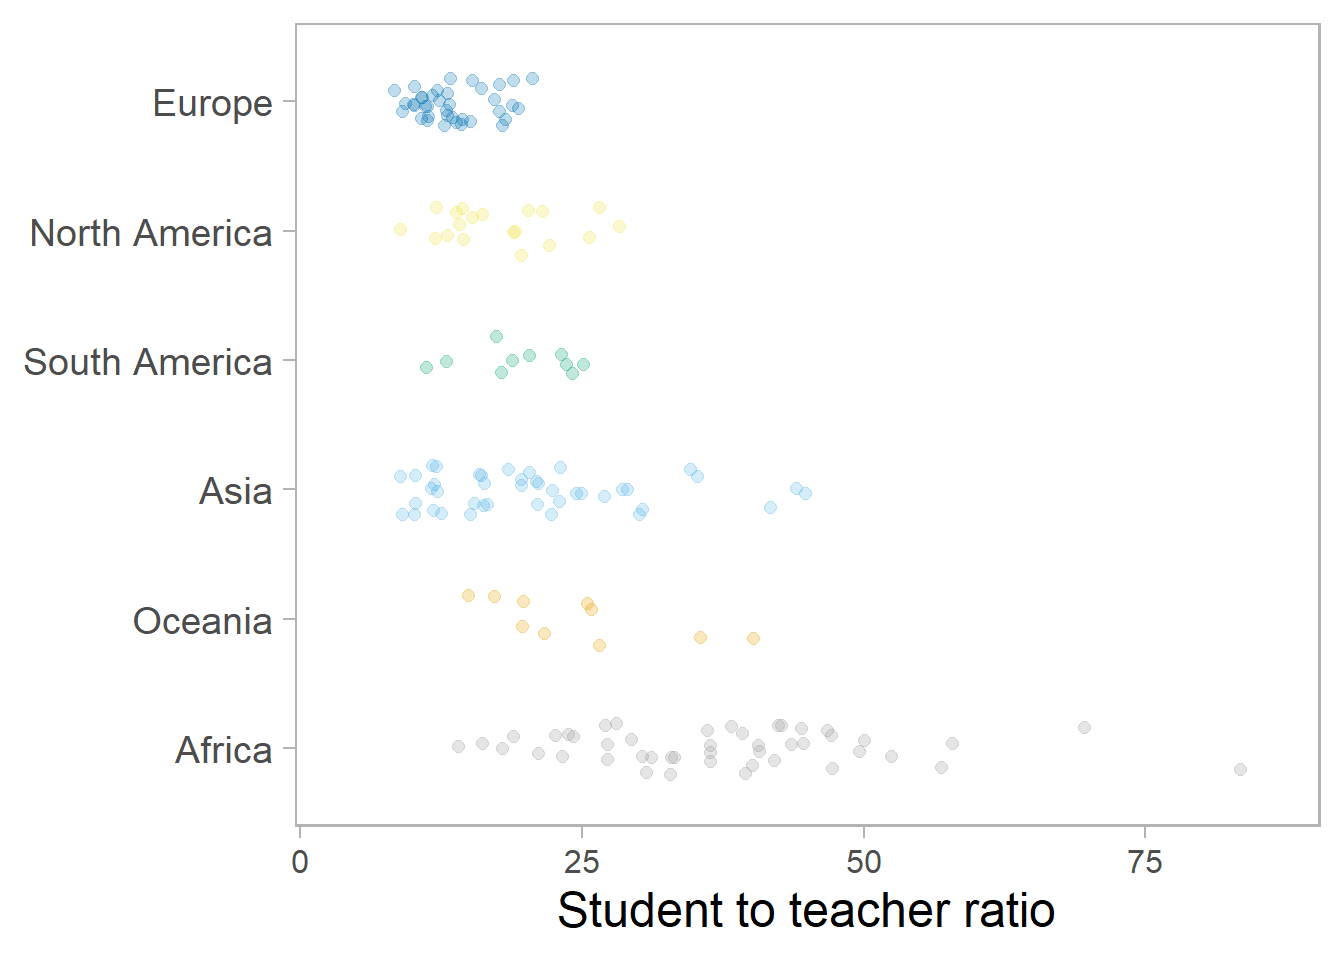 Europe
North America
South America
Asia
Oceania
Africa
0 25 50 75
Student to teacher ratio